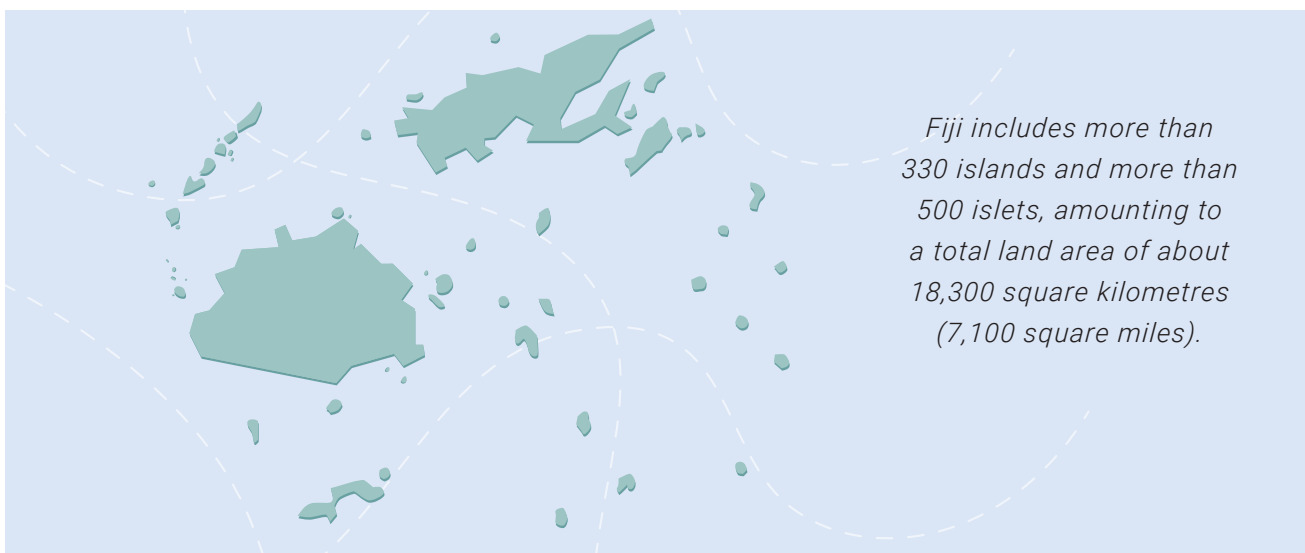 Fiji includes more than
330 islands and more than
500 islets, amounting to
a total land area of about
18,300 square kilometres
(7,100 square miles).